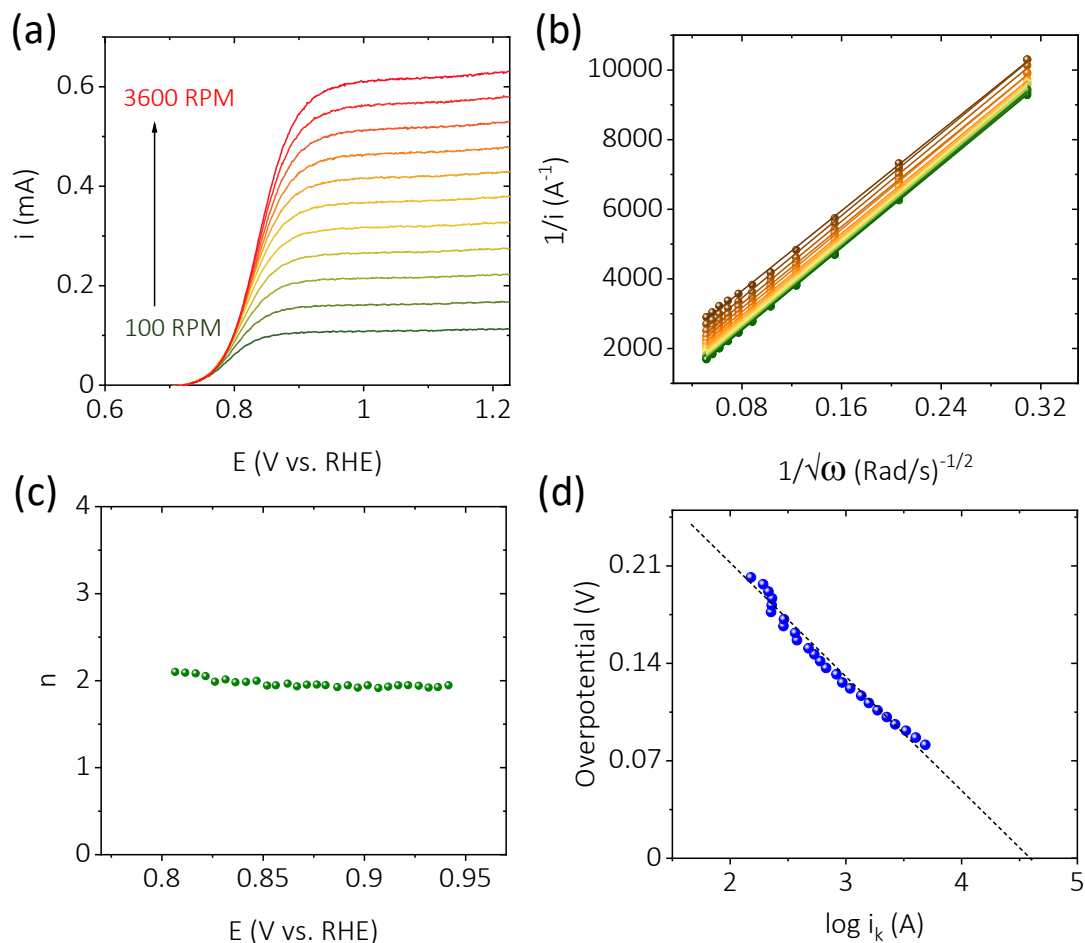 (a)
i (mA)
0.6
0.4
0.2
0
3600 RPM
100 RPM
0.6
0.8
1
1.2
E (V vs. RHE)
(b)
1/i (A⁻¹)
10000
8000
6000
4000
2000
0.08
0.16
0.24
0.32
1/√ω (Rad/s)⁻¹/²
(c)
n
4
3
2
1
0
0.8
0.85
0.9
0.95
E (V vs. RHE)
(d)
Overpotential (V)
0.21
0.14
0.07
0
2
3
4
5
log iₖ (A)